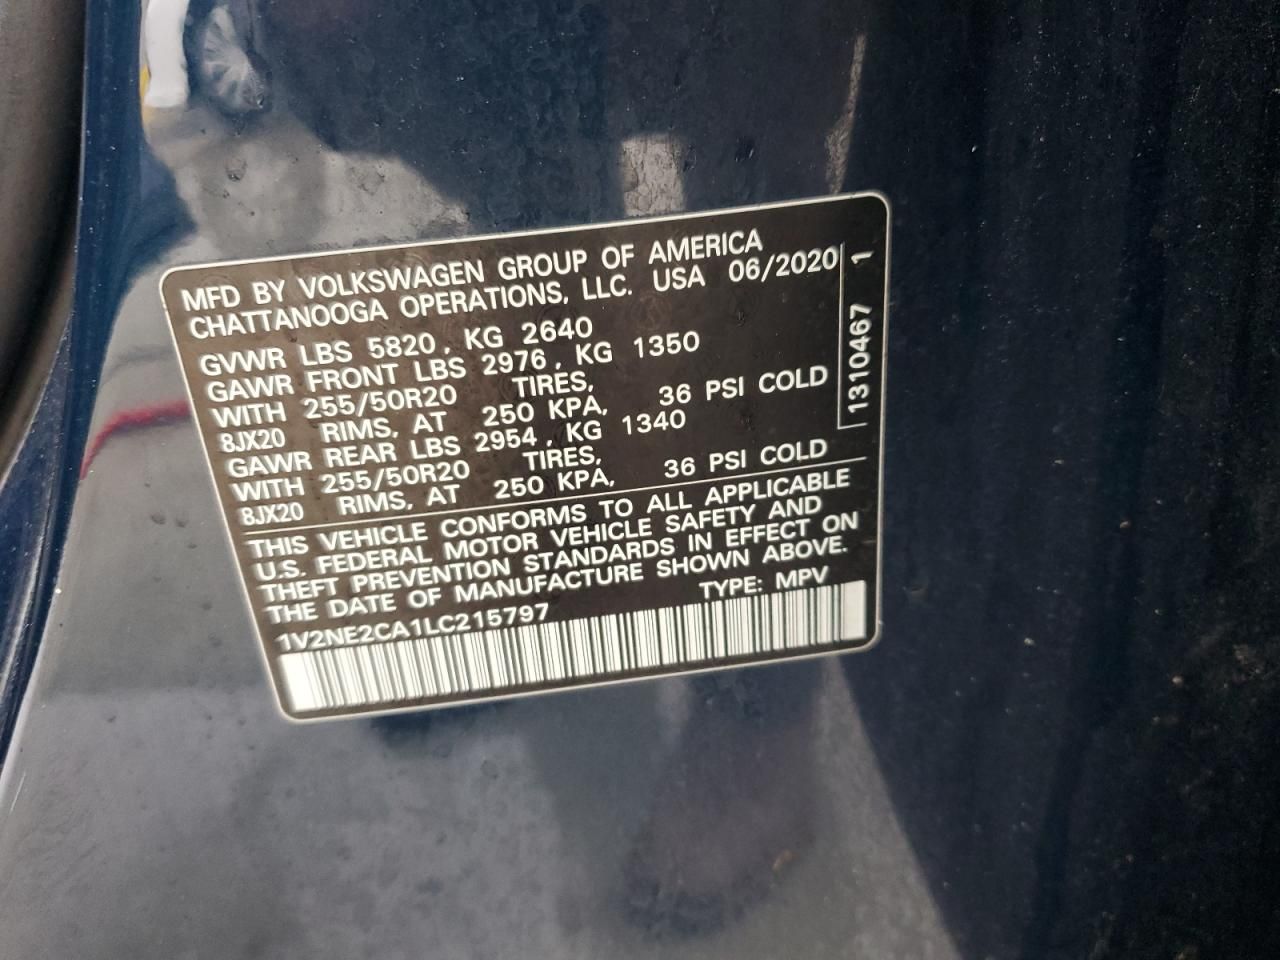 MFD BY VOLKSWAGEN GROUP OF AMERICA
CHATTANOOGA OPERATIONS, LLC. USA 06/2020
GVWR LBS 5820, KG 2640
GAWR FRONT LBS 2976, KG 1350
WITH 255/50R20 TIRES,
8JX20 RIMS, AT 250 KPA, 36 PSI COLD
GAWR REAR LBS 2954, KG 1340
WITH 255/50R20 TIRES,
8JX20 RIMS, AT 250 KPA, 36 PSI COLD
THIS VEHICLE CONFORMS TO ALL APPLICABLE
U.S. FEDERAL MOTOR VEHICLE SAFETY AND
THEFT PREVENTION STANDARDS IN EFFECT ON
THE DATE OF MANUFACTURE SHOWN ABOVE.
1V2NE2CA1LC215797 TYPE: MPV
1310467 1